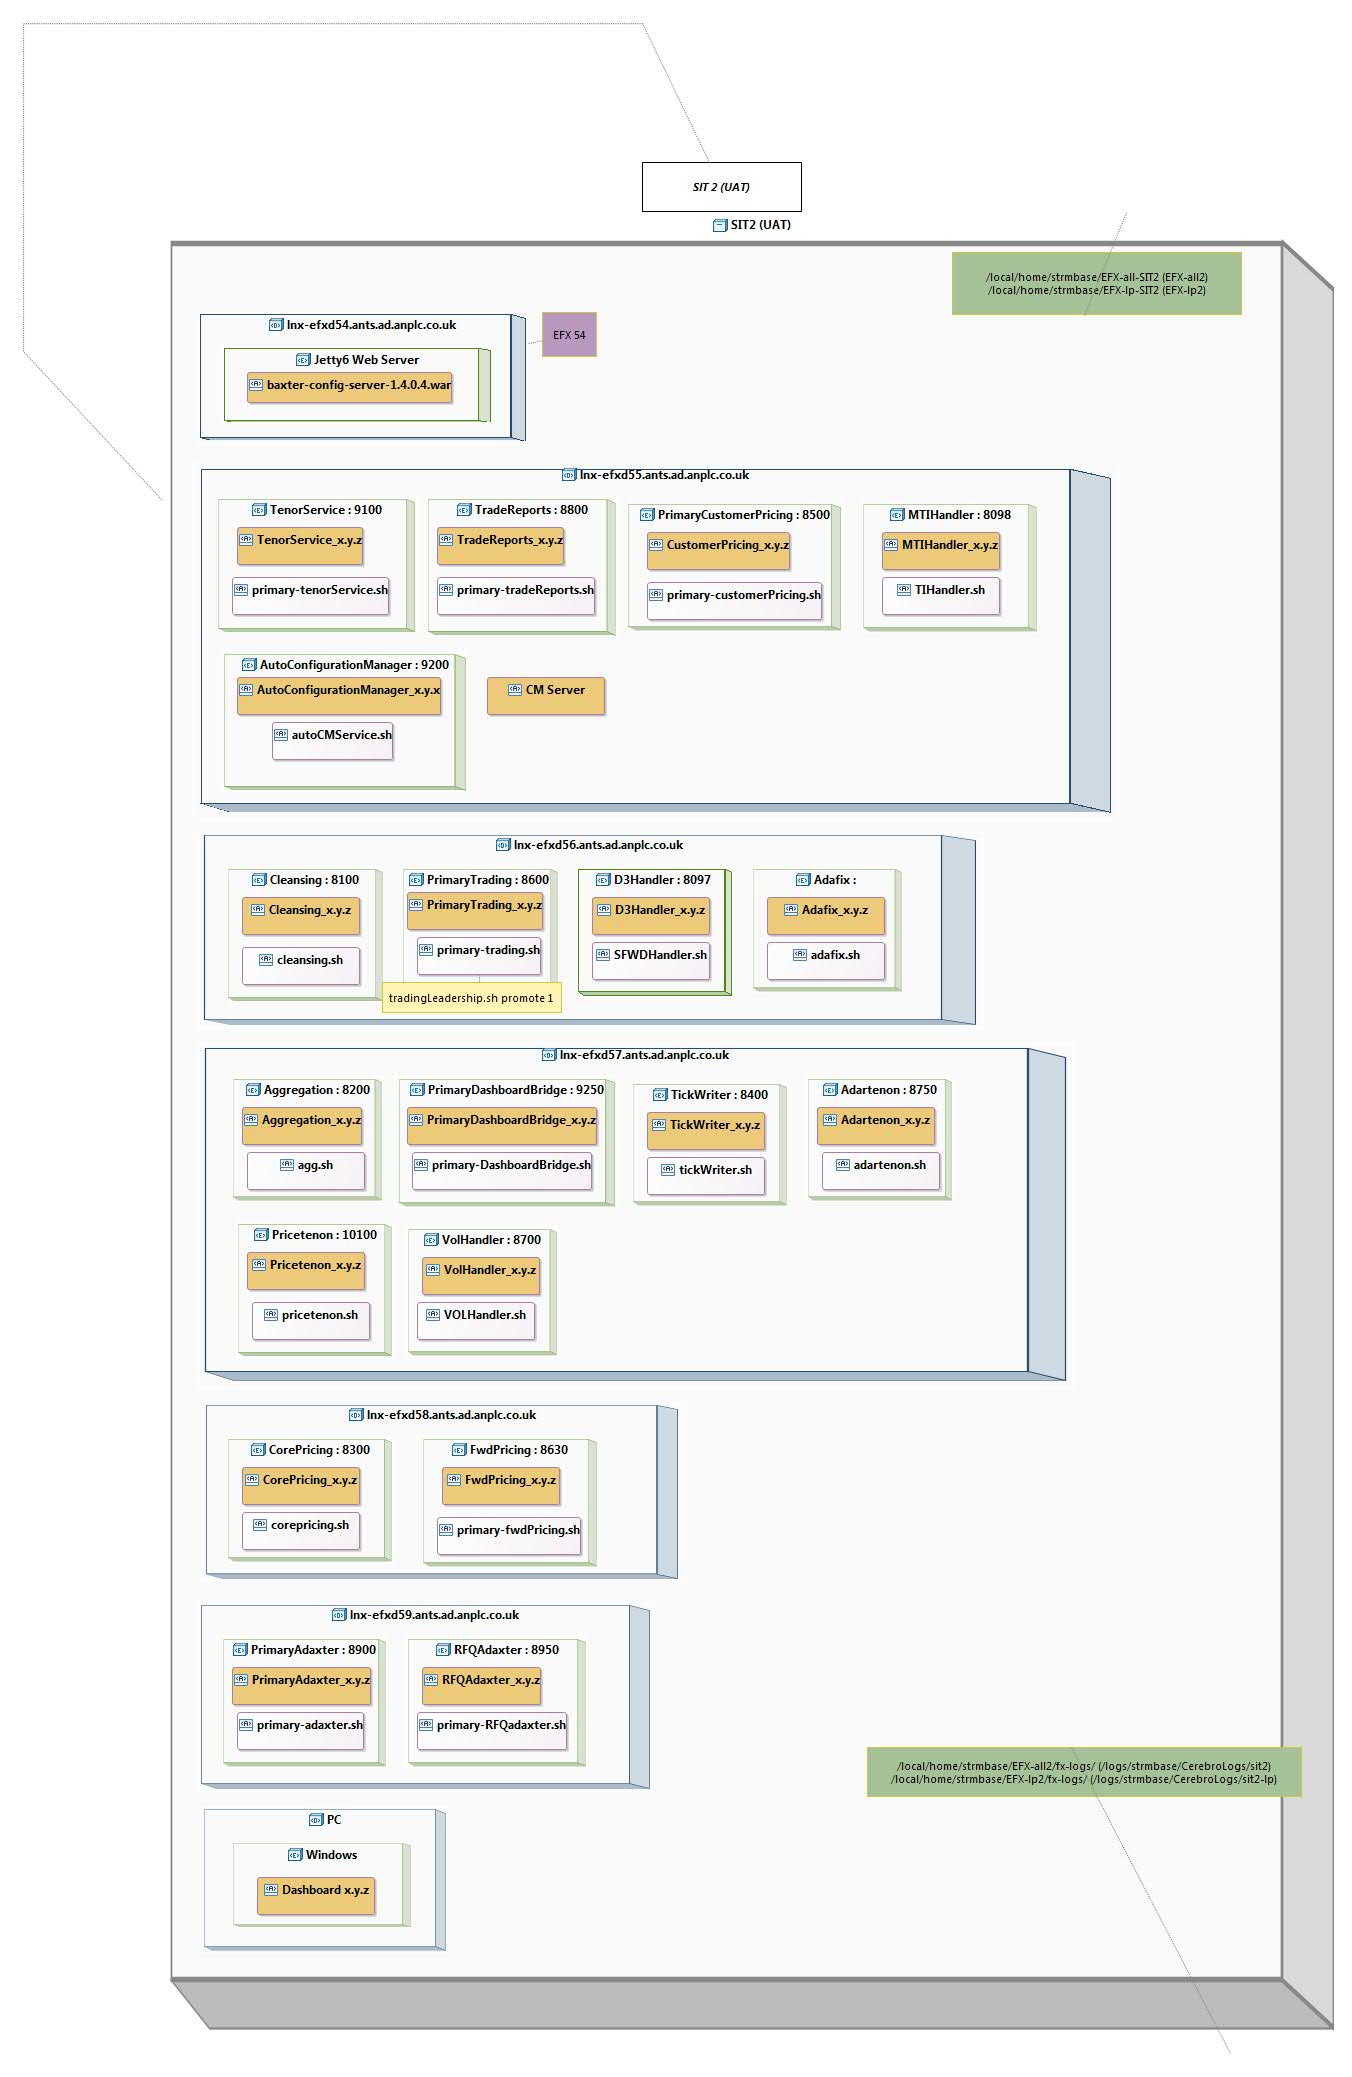 SIT 2 (UAT)
SIT2 (UAT)
/local/home/strmbase/EFX-all-SIT2 (EFX-all2)
/local/home/strmbase/EFX-lp-SIT2 (EFX-lp2)
lnx-efxd54.ants.ad.anplc.co.uk
EFX 54
Jetty6 Web Server
baxter-config-server-1.4.0.4.war
lnx-efxd55.ants.ad.anplc.co.uk
TenorService : 9100
TenorService_x.y.z
primary-tenorService.sh
TradeReports : 8800
TradeReports_x.y.z
primary-tradeReports.sh
PrimaryCustomerPricing : 8500
CustomerPricing_x.y.z
primary-customerPricing.sh
MTIHandler : 8098
MTIHandler_x.y.z
TIHandler.sh
AutoConfigurationManager : 9200
AutoConfigurationManager_x.y.x
autoCMService.sh
CM Server
lnx-efxd56.ants.ad.anplc.co.uk
Cleansing : 8100
Cleansing_x.y.z
cleansing.sh
PrimaryTrading : 8600
PrimaryTrading_x.y.z
primary-trading.sh
tradingLeadership.sh promote 1
D3Handler : 8097
D3Handler_x.y.z
SFWDHandler.sh
Adafix :
Adafix_x.y.z
adafix.sh
lnx-efxd57.ants.ad.anplc.co.uk
Aggregation : 8200
Aggregation_x.y.z
agg.sh
PrimaryDashboardBridge : 9250
PrimaryDashboardBridge_x.y.z
primary-DashboardBridge.sh
TickWriter : 8400
TickWriter_x.y.z
tickWriter.sh
Adartenon : 8750
Adartenon_x.y.z
adartenon.sh
Pricetenon : 10100
Pricetenon_x.y.z
pricetenon.sh
VolHandler : 8700
VolHandler_x.y.z
VOLHandler.sh
lnx-efxd58.ants.ad.anplc.co.uk
CorePricing : 8300
CorePricing_x.y.z
corepricing.sh
FwdPricing : 8630
FwdPricing_x.y.z
primary-fwdPricing.sh
lnx-efxd59.ants.ad.anplc.co.uk
PrimaryAdaxter : 8900
PrimaryAdaxter_x.y.z
primary-adaxter.sh
RFQAdaxter : 8950
RFQAdaxter_x.y.z
primary-RFQadaxter.sh
/local/home/strmbase/EFX-all2/fx-logs/ (/logs/strmbase/CerebroLogs/sit2)
/local/home/strmbase/EFX-lp2/fx-logs/ (/logs/strmbase/CerebroLogs/sit2-lp)
PC
Windows
Dashboard x.y.z